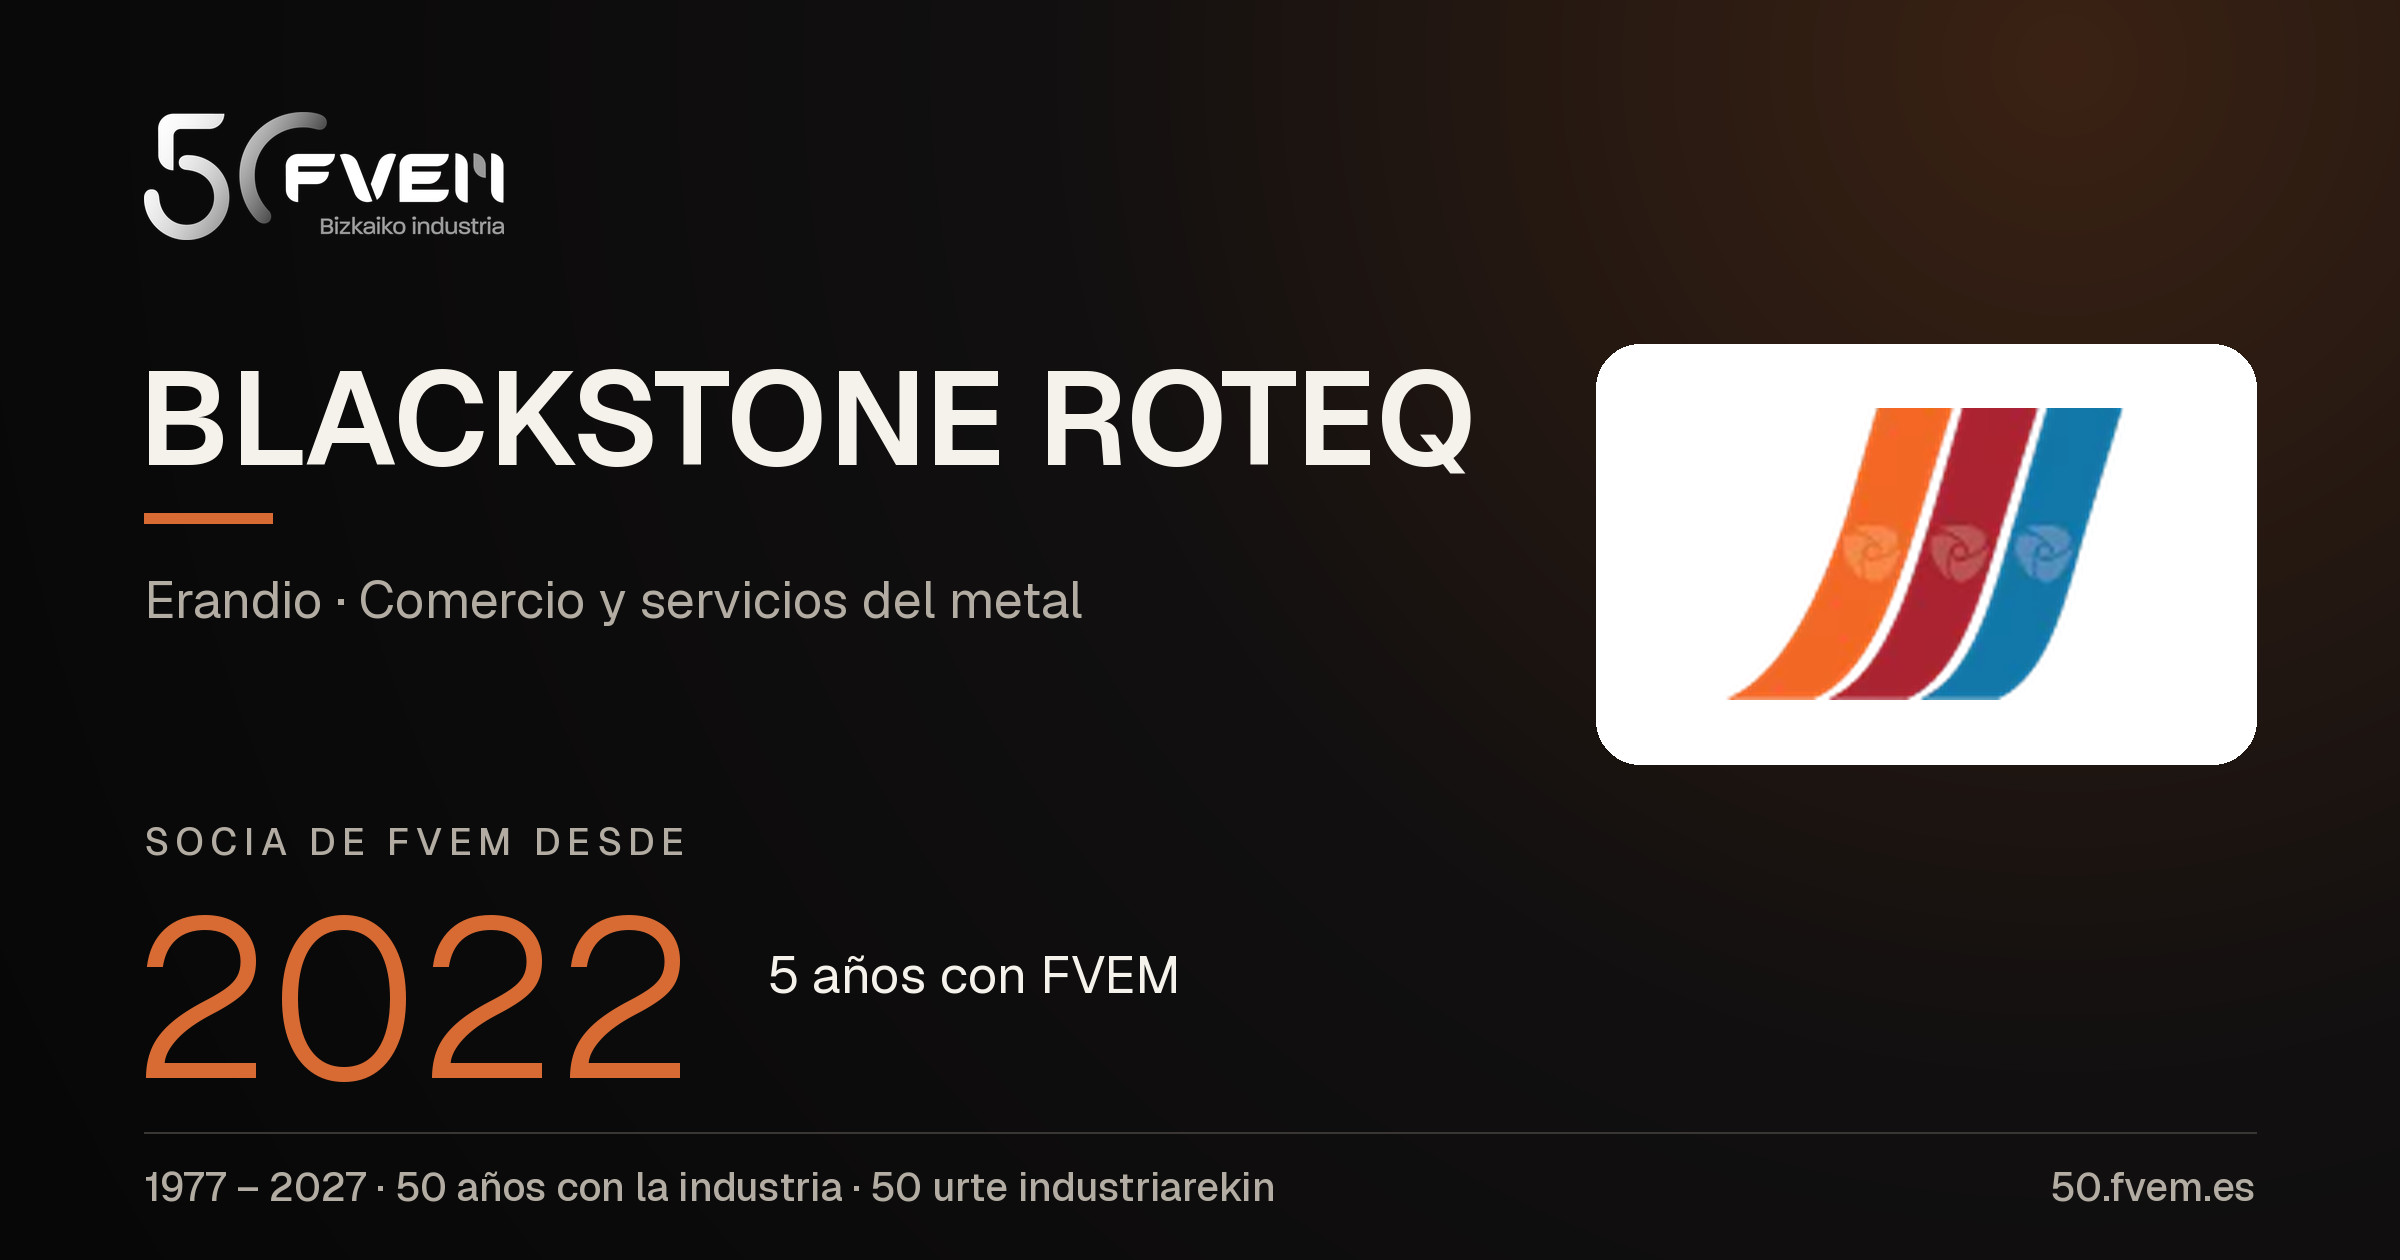 50 FVEM
Bizkaiko industria
BLACKSTONE ROTEQ
Erandio · Comercio y servicios del metal
SOCIA DE FVEM DESDE
2022
5 años con FVEM
1977 – 2027 · 50 años con la industria · 50 urte industriarekin
50.fvem.es